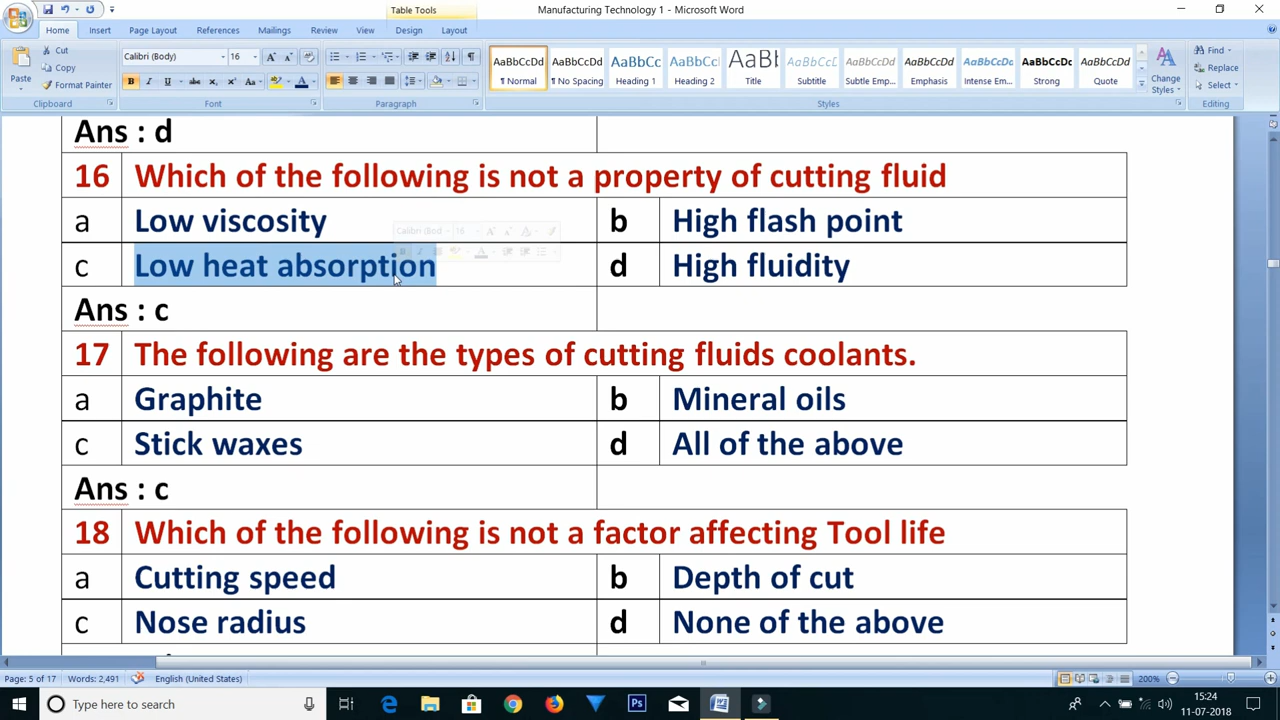 Table Tools
Manufacturing Technology 1 - Microsoft Word
Home Insert Page Layout References Mailings Review View Design Layout
Paste
Cut
Copy
Format Painter
Clipboard
Calibri (Body) 16
Font
Paragraph
AaBbCcDd AaBbCcDd AaBbCc AaBbCc AaB AaBbCc. AaBbCcDd AaBbCcDd AaBbCcDd AaBbCcDc AaBbCcDd
¶ Normal ¶ No Spacing Heading 1 Heading 2 Title Subtitle Subtle Emp... Emphasis Intense Em... Strong Quote
Styles
Change Styles
Find
Replace
Select
Editing
Ans : d
16 Which of the following is not a property of cutting fluid
a Low viscosity b High flash point
c Low heat absorption d High fluidity
Ans : c
17 The following are the types of cutting fluids coolants.
a Graphite b Mineral oils
c Stick waxes d All of the above
Ans : c
18 Which of the following is not a factor affecting Tool life
a Cutting speed b Depth of cut
c Nose radius d None of the above
Page: 5 of 17 Words: 2,491 English (United States) 200%
Type here to search
15:24
11-07-2018